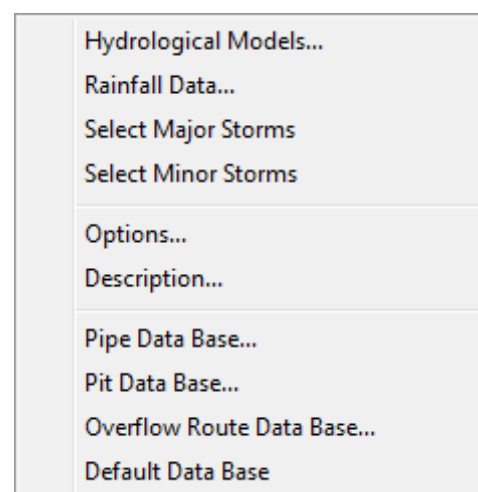 Hydrological Models...
Rainfall Data...
Select Major Storms
Select Minor Storms
Options...
Description...
Pipe Data Base...
Pit Data Base...
Overflow Route Data Base...
Default Data Base